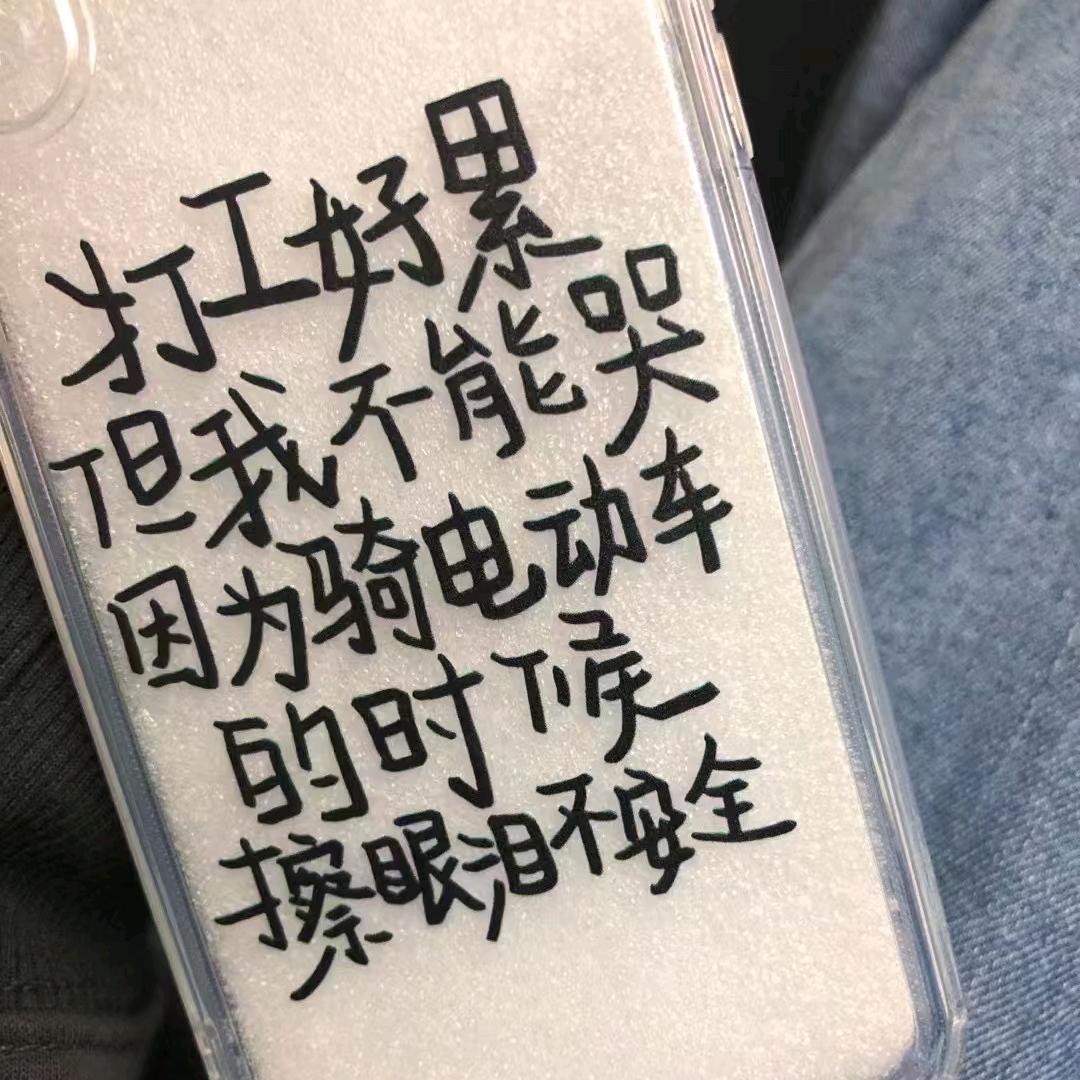 打工好累
但我不能哭
因为骑电动车
的时候
擦眼泪不安全